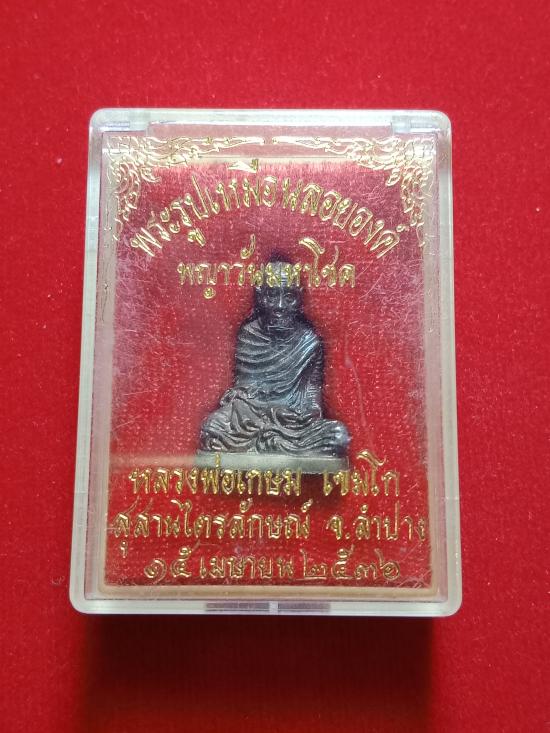 พระรูปเหมือนลอยองค์
พญาวันมหาโชค
หลวงพ่อเกษม เขมโก
สุสานไตรลักษณ์ จ.ลำปาง
๑๕ เมษายน ๒๕๓๖